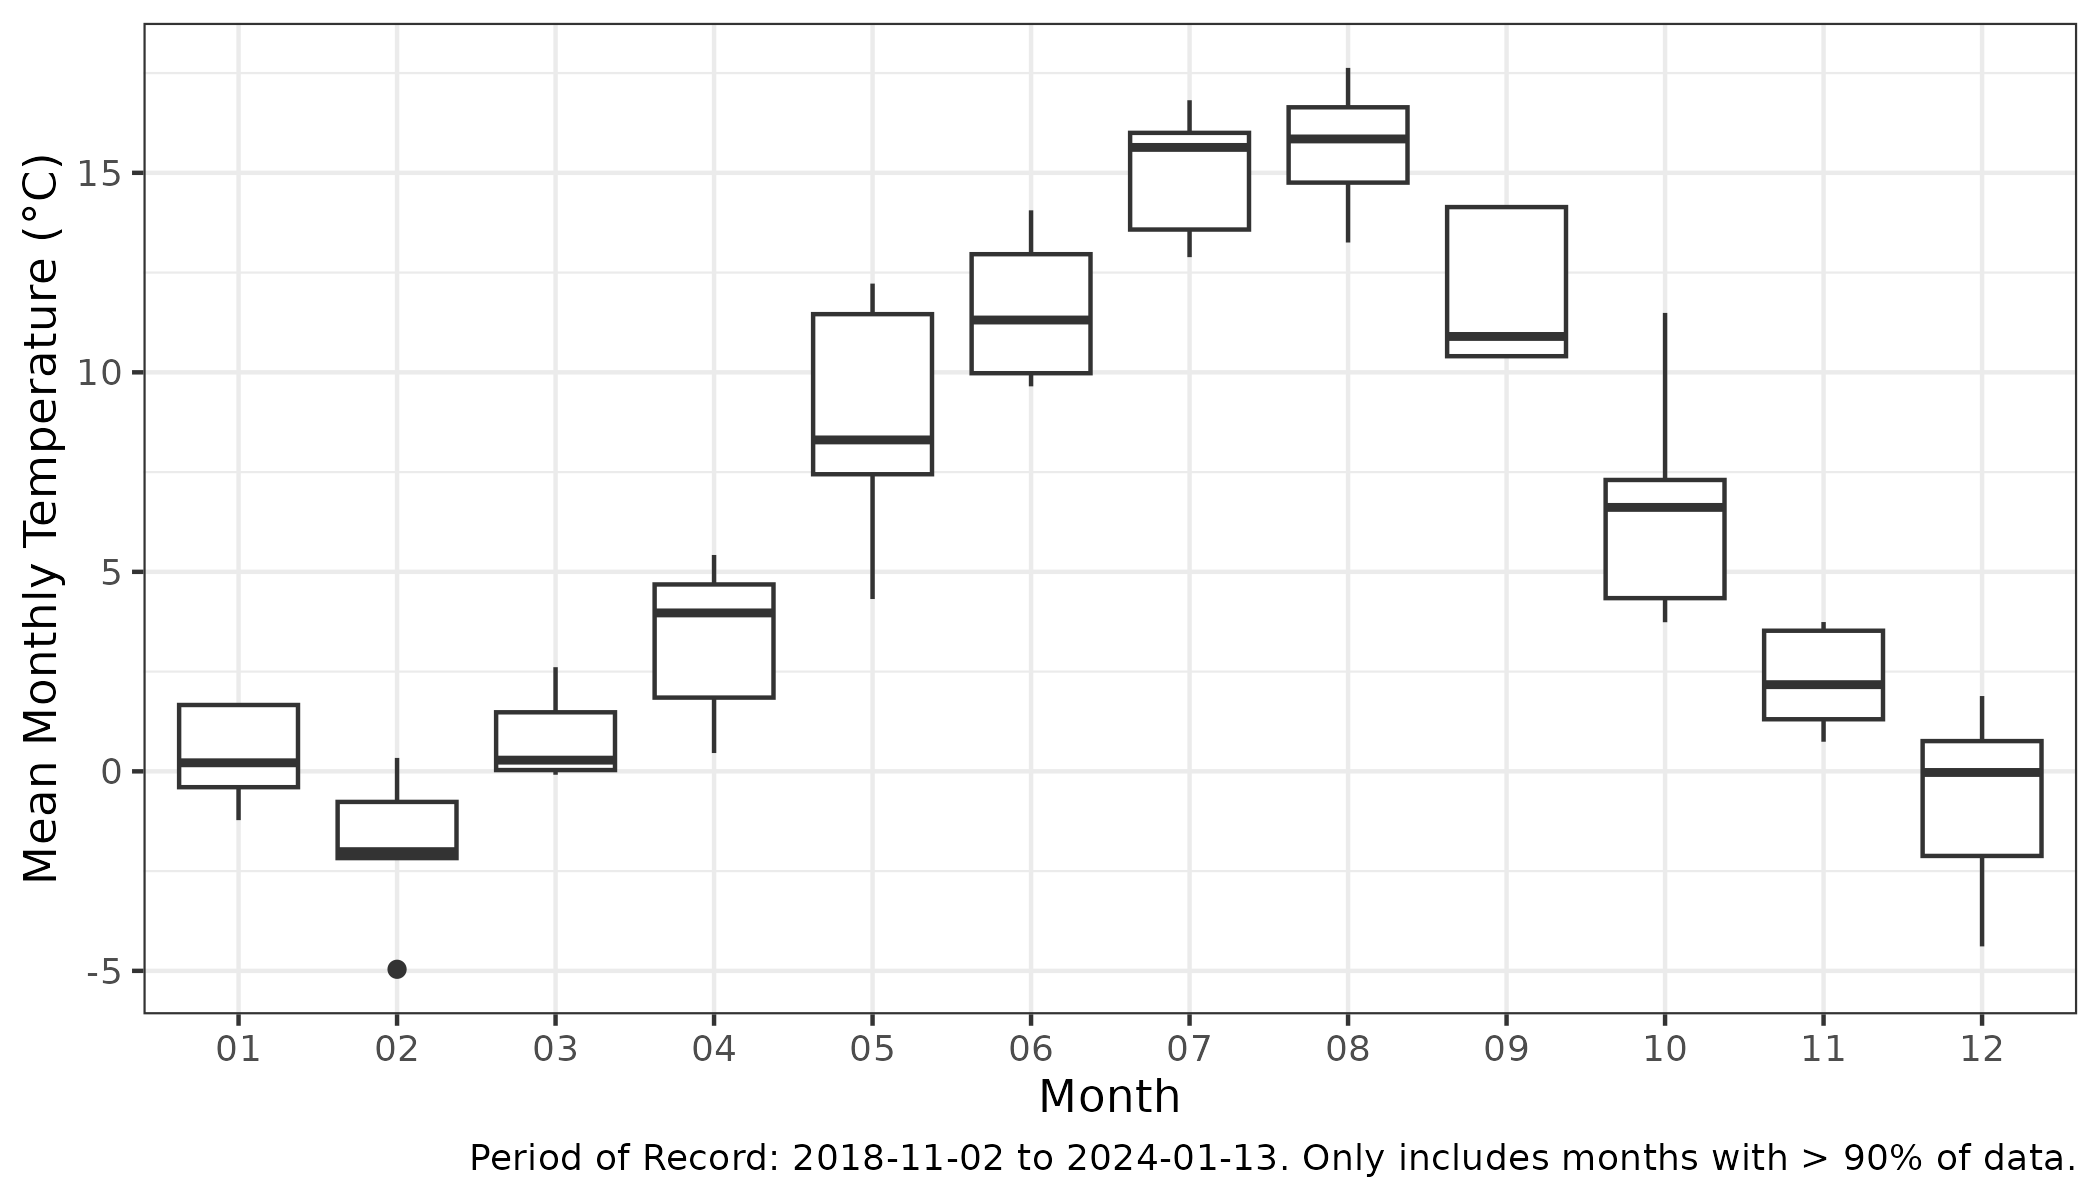 Mean Monthly Temperature (°C)
15
10
5
0
-5
01 02 03 04 05 06 07 08 09 10 11 12
Month
Period of Record: 2018-11-02 to 2024-01-13. Only includes months with > 90% of data.